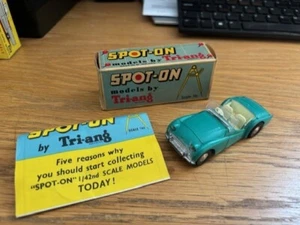 SPOT-ON
models by
Tri-ang
SPOT-ON
models by
Tri-ang
SPOT-ON
by Tri-ang
Five reasons why
you should start collecting
"SPOT-ON" 1/42nd SCALE MODELS
TODAY!